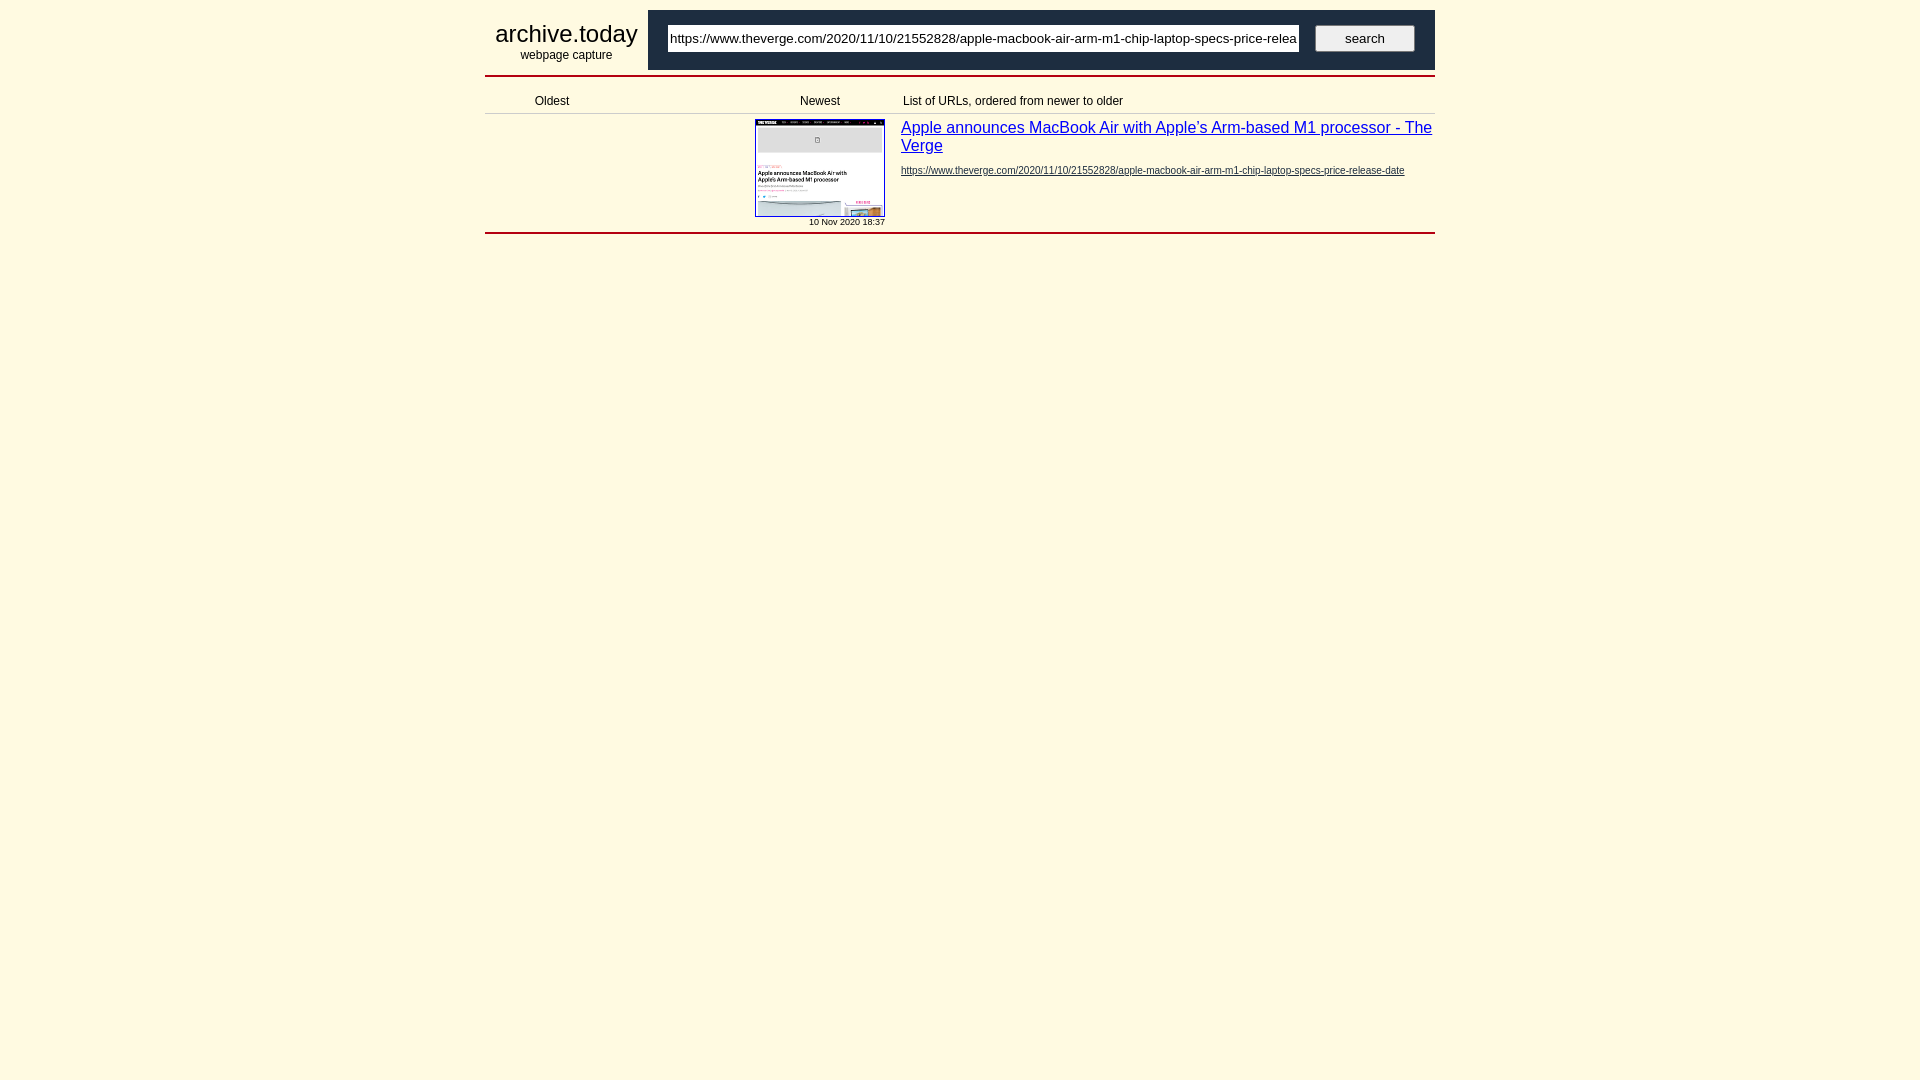 archive.today
webpage capture
https://www.theverge.com/2020/11/10/21552828/apple-macbook-air-arm-m1-chip-laptop-specs-price-relea
search
Oldest
Newest
List of URLs, ordered from newer to older
THE VERGE
Apple announces MacBook Air with
Apple's Arm-based M1 processor
10 Nov 2020 18:37
Apple announces MacBook Air with Apple’s Arm-based M1 processor - The
Verge
https://www.theverge.com/2020/11/10/21552828/apple-macbook-air-arm-m1-chip-laptop-specs-price-release-date